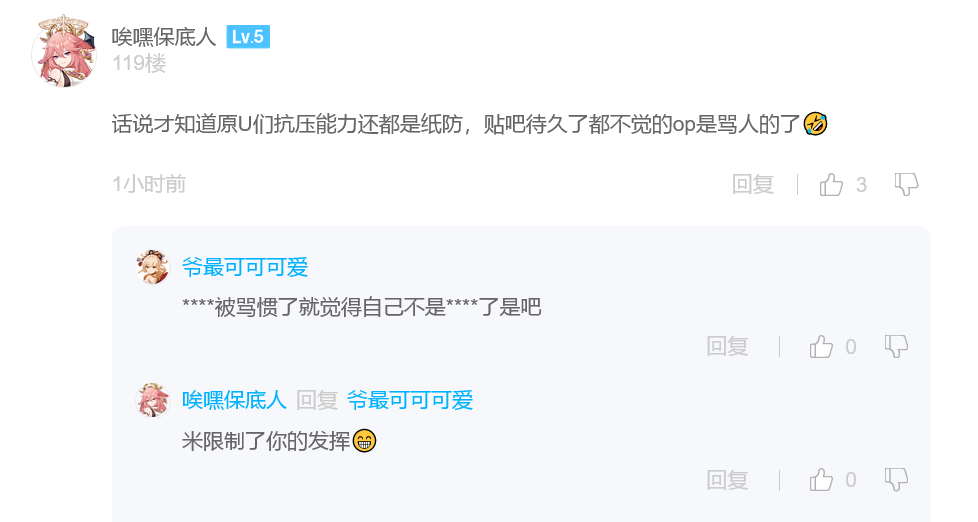 唉嘿保底人 Lv.5
119楼
话说才知道原U们抗压能力还都是纸防，贴吧待久了都不觉的op是骂人的了🤣
1小时前 回复 3
爷最可可可爱
****被骂惯了就觉得自己不是****了是吧
回复 0
唉嘿保底人 回复 爷最可可可爱
米限制了你的发挥😁
回复 0